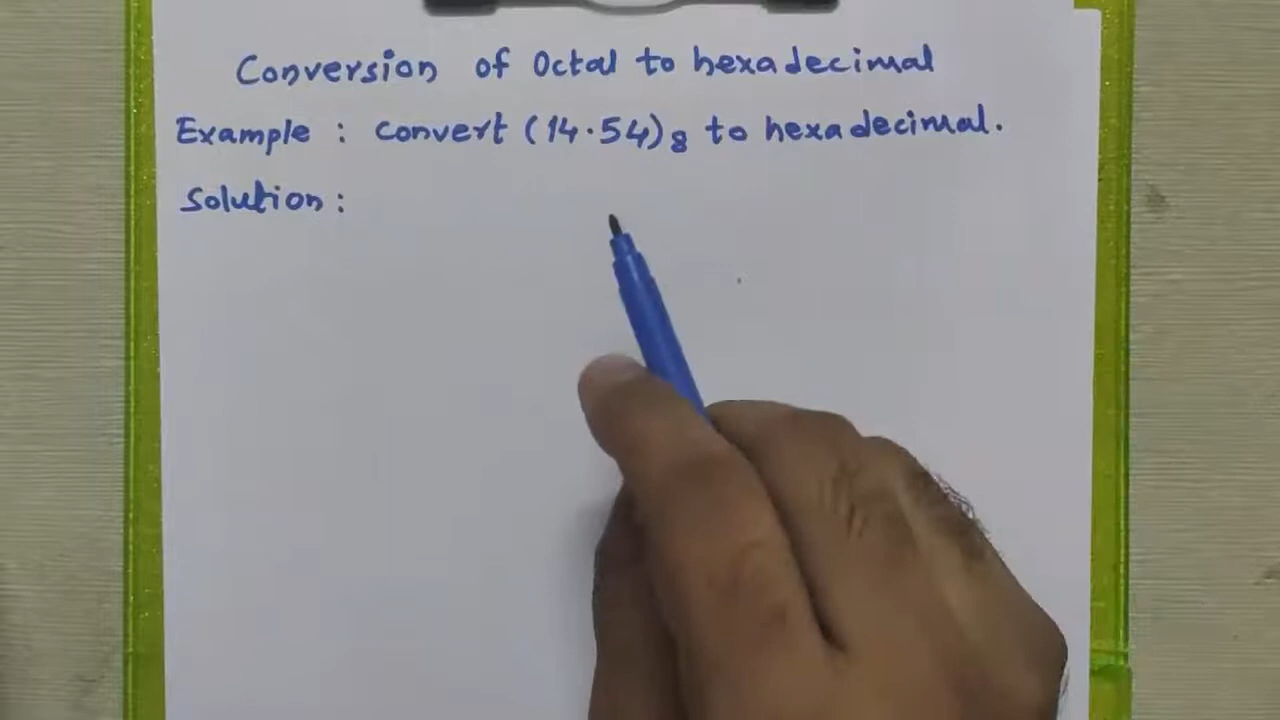 Conversion of Octal to hexadecimal
Example : convert (14.54)₈ to hexadecimal.
Solution :